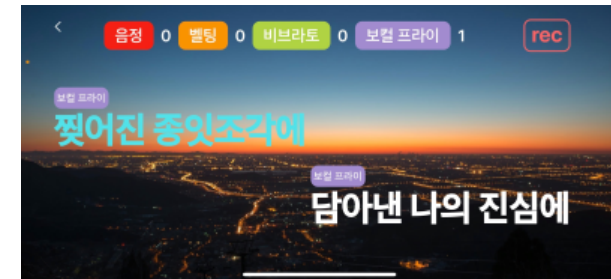 음정 0 벨팅 0 비브라토 0 보컬 프라이 1 rec
보컬 프라이
찢어진 종잇조각에
보컬 프라이
담아낸 나의 진심에